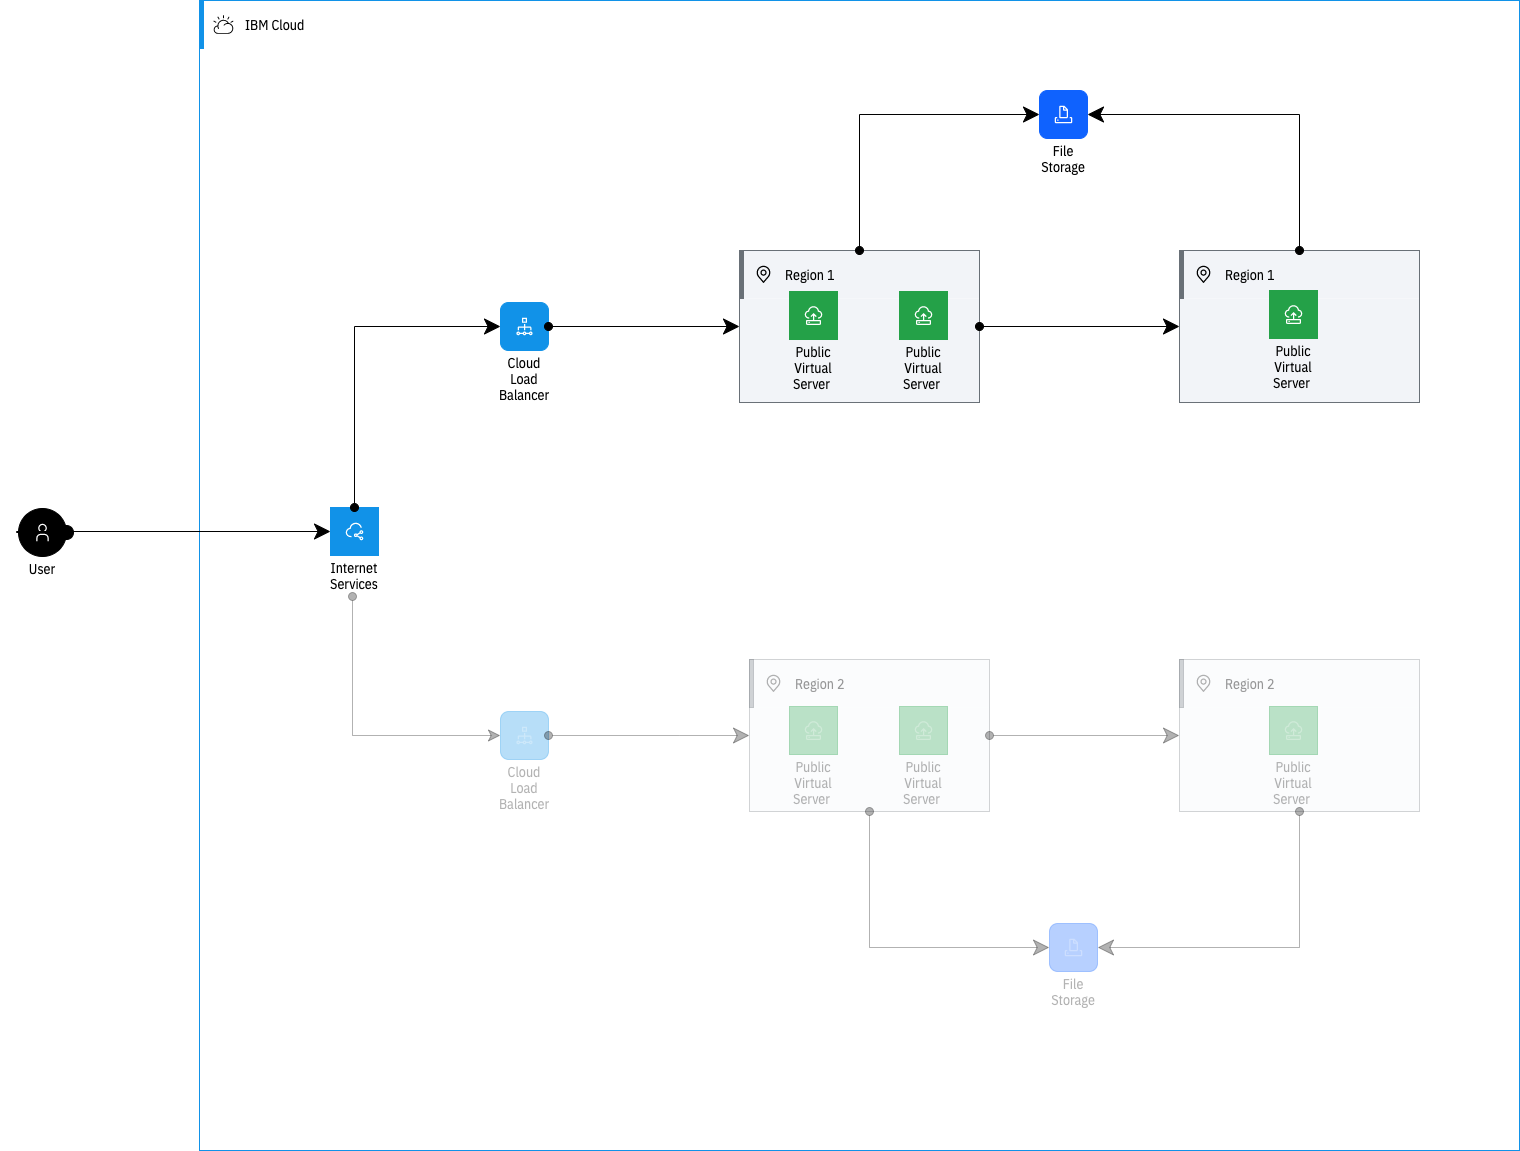 IBM Cloud
File
Storage
Region 1
Public
Virtual
Server
Public
Virtual
Server
Region 1
Public
Virtual
Server
Cloud
Load
Balancer
User
Internet
Services
Cloud
Load
Balancer
Region 2
Public
Virtual
Server
Public
Virtual
Server
Region 2
Public
Virtual
Server
File
Storage